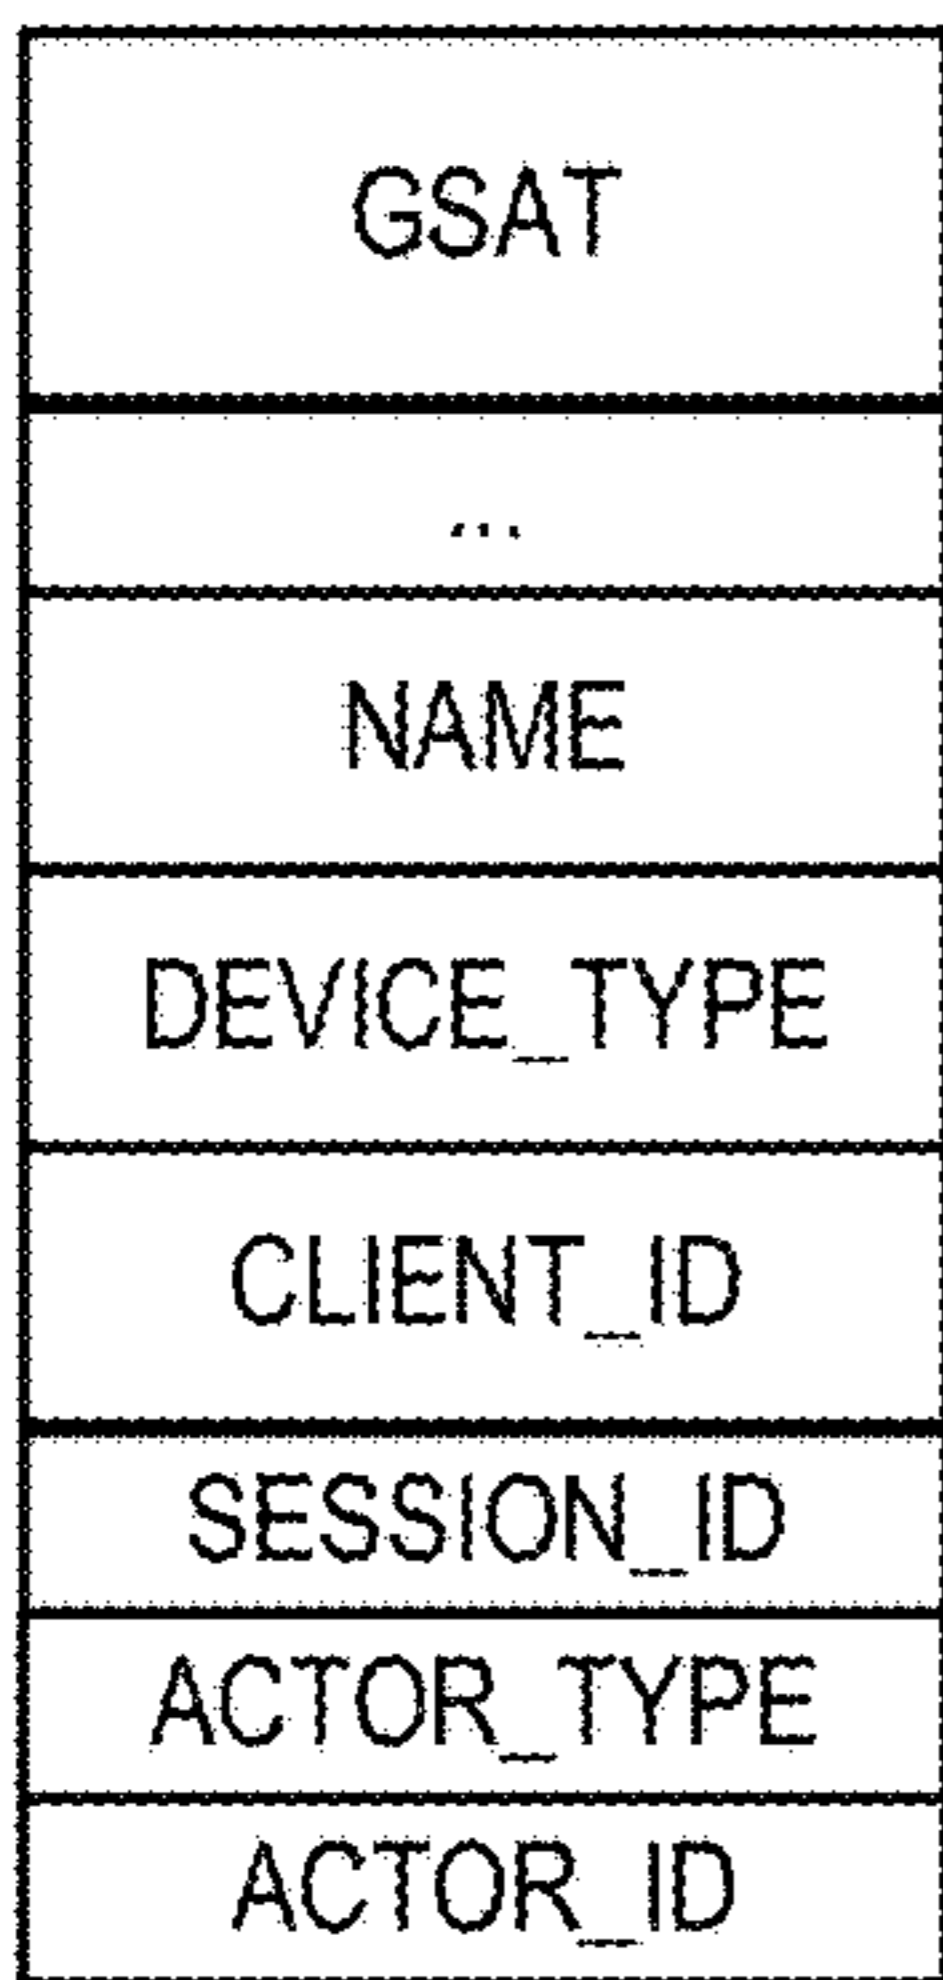 GSAT
...
NAME
DEVICE_TYPE
CLIENT_ID
SESSION_ID
ACTOR_TYPE
ACTOR_ID